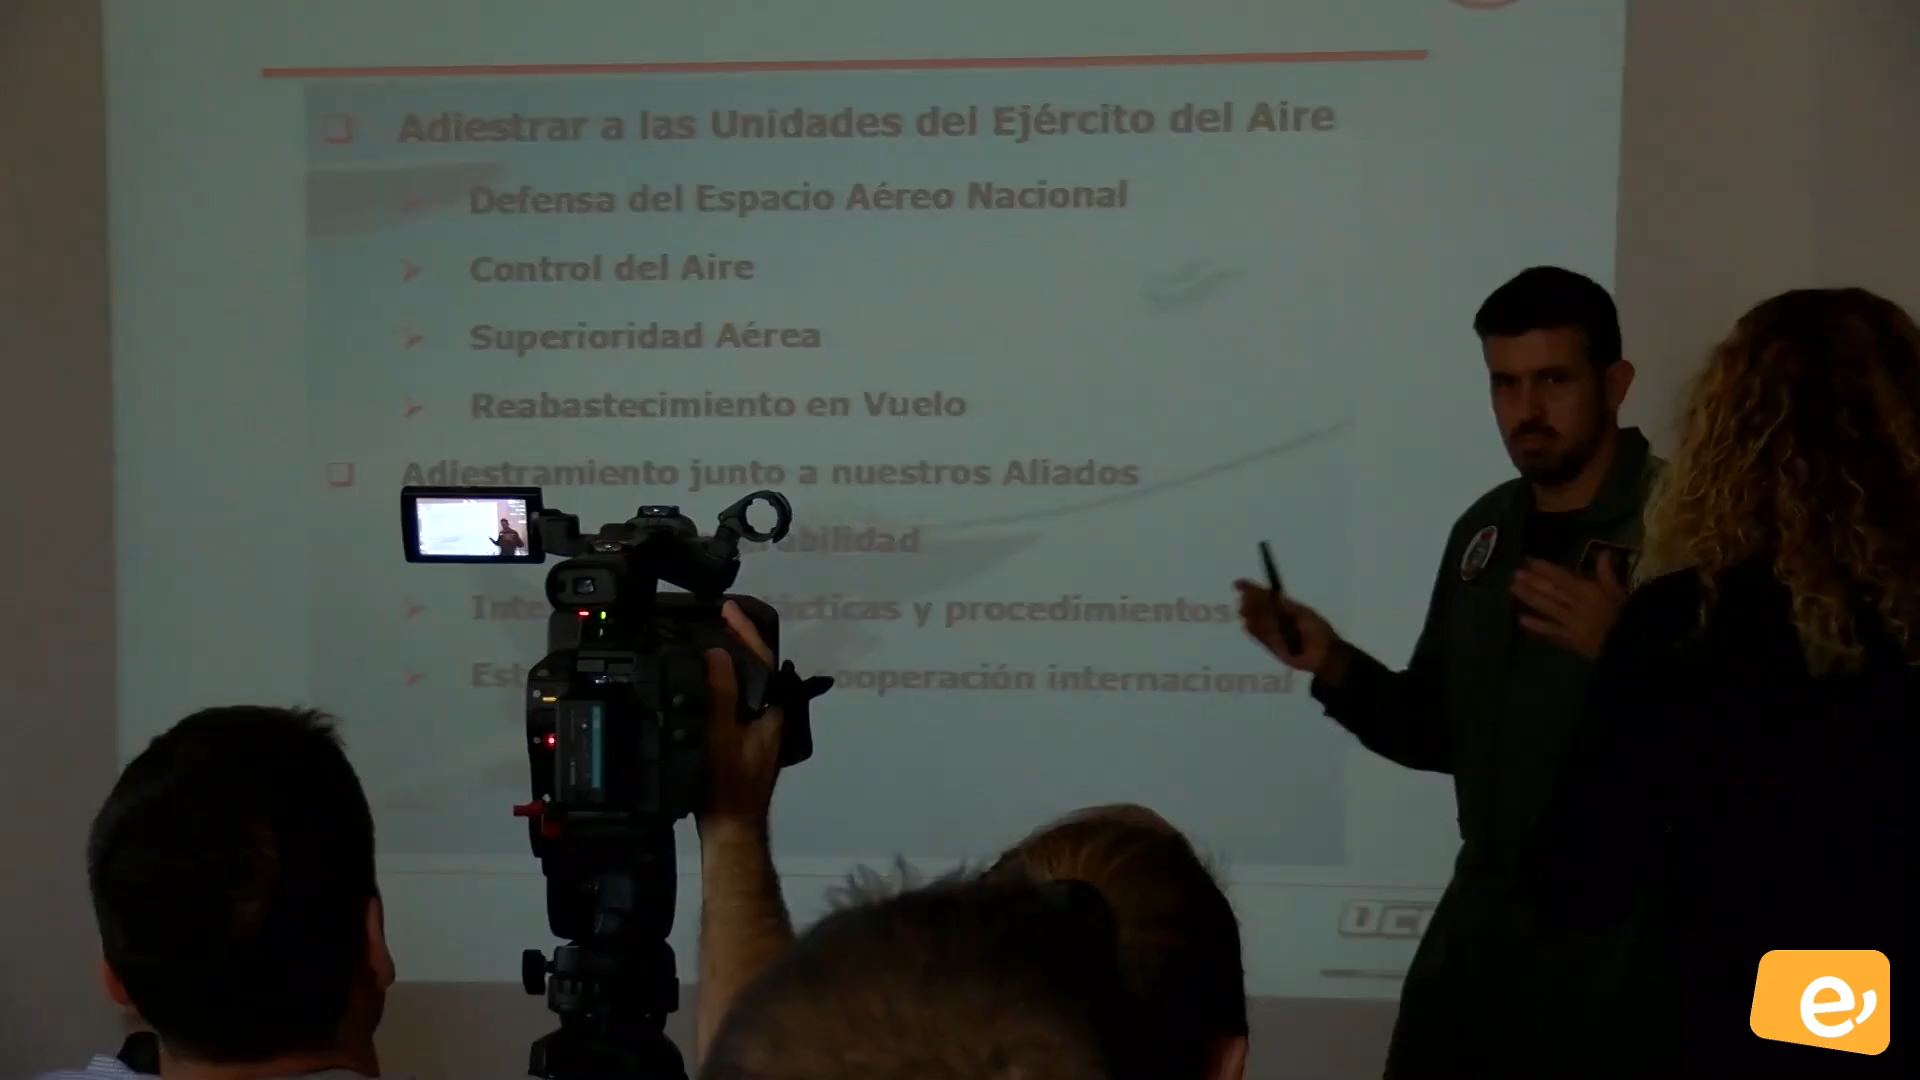 Adiestrar a las Unidades del Ejército del Aire
Defensa del Espacio Aéreo Nacional
Control del Aire
Superioridad Aérea
Reabastecimiento en Vuelo
Adiestramiento junto a nuestros Aliados
y procedimientos
cooperación internacional
e